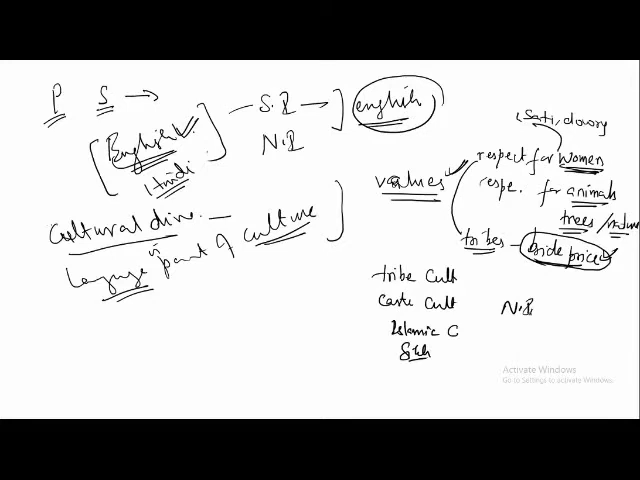 P S → — S.I → ] english
[ English ✓ ] N.I
Hindi
Cultural dive. — ]
Language is part of culture
values ✓
, Sati, dowry
respect for women
respe. for animals
trees / nature
tribes – bride price ✓
tribe Cult
Caste Cult N.I
Islamic C
Sikh
Activate Windows
Go to Settings to activate Windows.